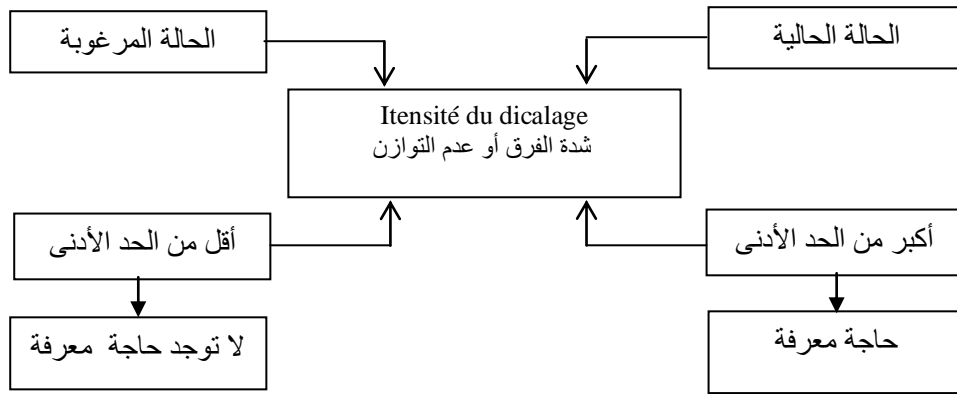 الحالة الحالية
الحالة المرغوبة
Itensité du dicalage
شدة الفرق أو عدم التوازن
أكبر من الحد الأدنى
أقل من الحد الأدنى
حاجة معرفة
لا توجد حاجة معرفة